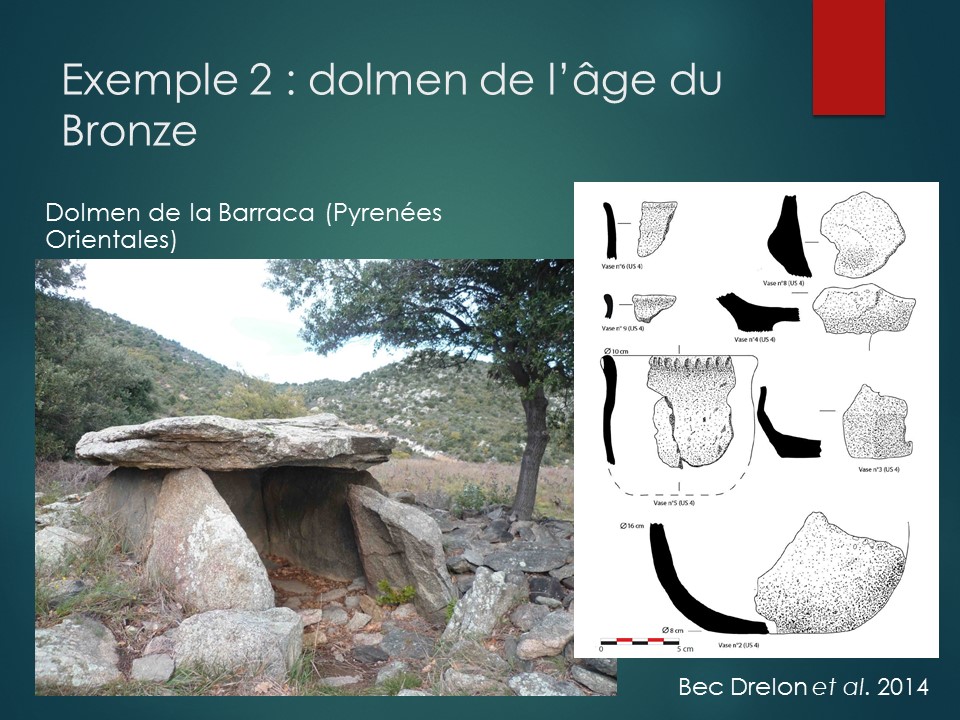 Exemple 2 : dolmen de l’âge du
Bronze
Dolmen de la Barraca (Pyrenées
Orientales)
Vase n°6 (US 4)
Vase n°8 (US 4)
Vase n° 9 (US 4)
Vase n°4 (US 4)
Ø 10 cm
Vase n°3 (US 4)
Vase n°5 (US 4)
Ø 16 cm
Ø 8 cm
0 5 cm
Vase n°2 (US 4)
Bec Drelon et al. 2014